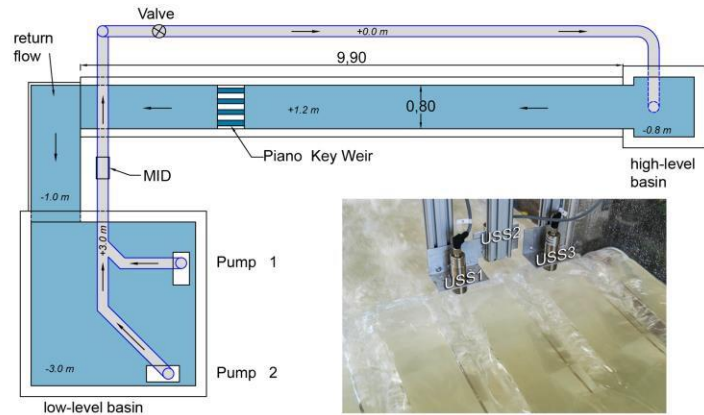 Valve
+0.0 m
return
flow
9,90
+1.2 m
0,80
Piano Key Weir
-0.8 m
high-level
basin
MID
-1.0 m
+3.0 m
Pump 1
Pump 2
-3.0 m
low-level basin
USS1
USS2
USS3